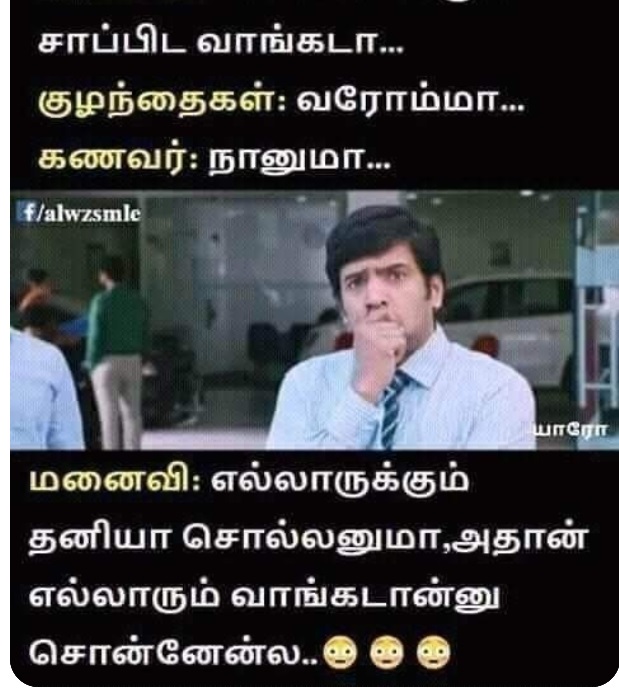 சாப்பிட வாங்கடா...
குழந்தைகள்: வரோம்மா...
கணவர்: நானுமா...
f/alwzsmle
யாரோ
மனைவி: எல்லாருக்கும்
தனியா சொல்லனுமா,அதான்
எல்லாரும் வாங்கடான்னு
சொன்னேன்ல..😳 😳 😳